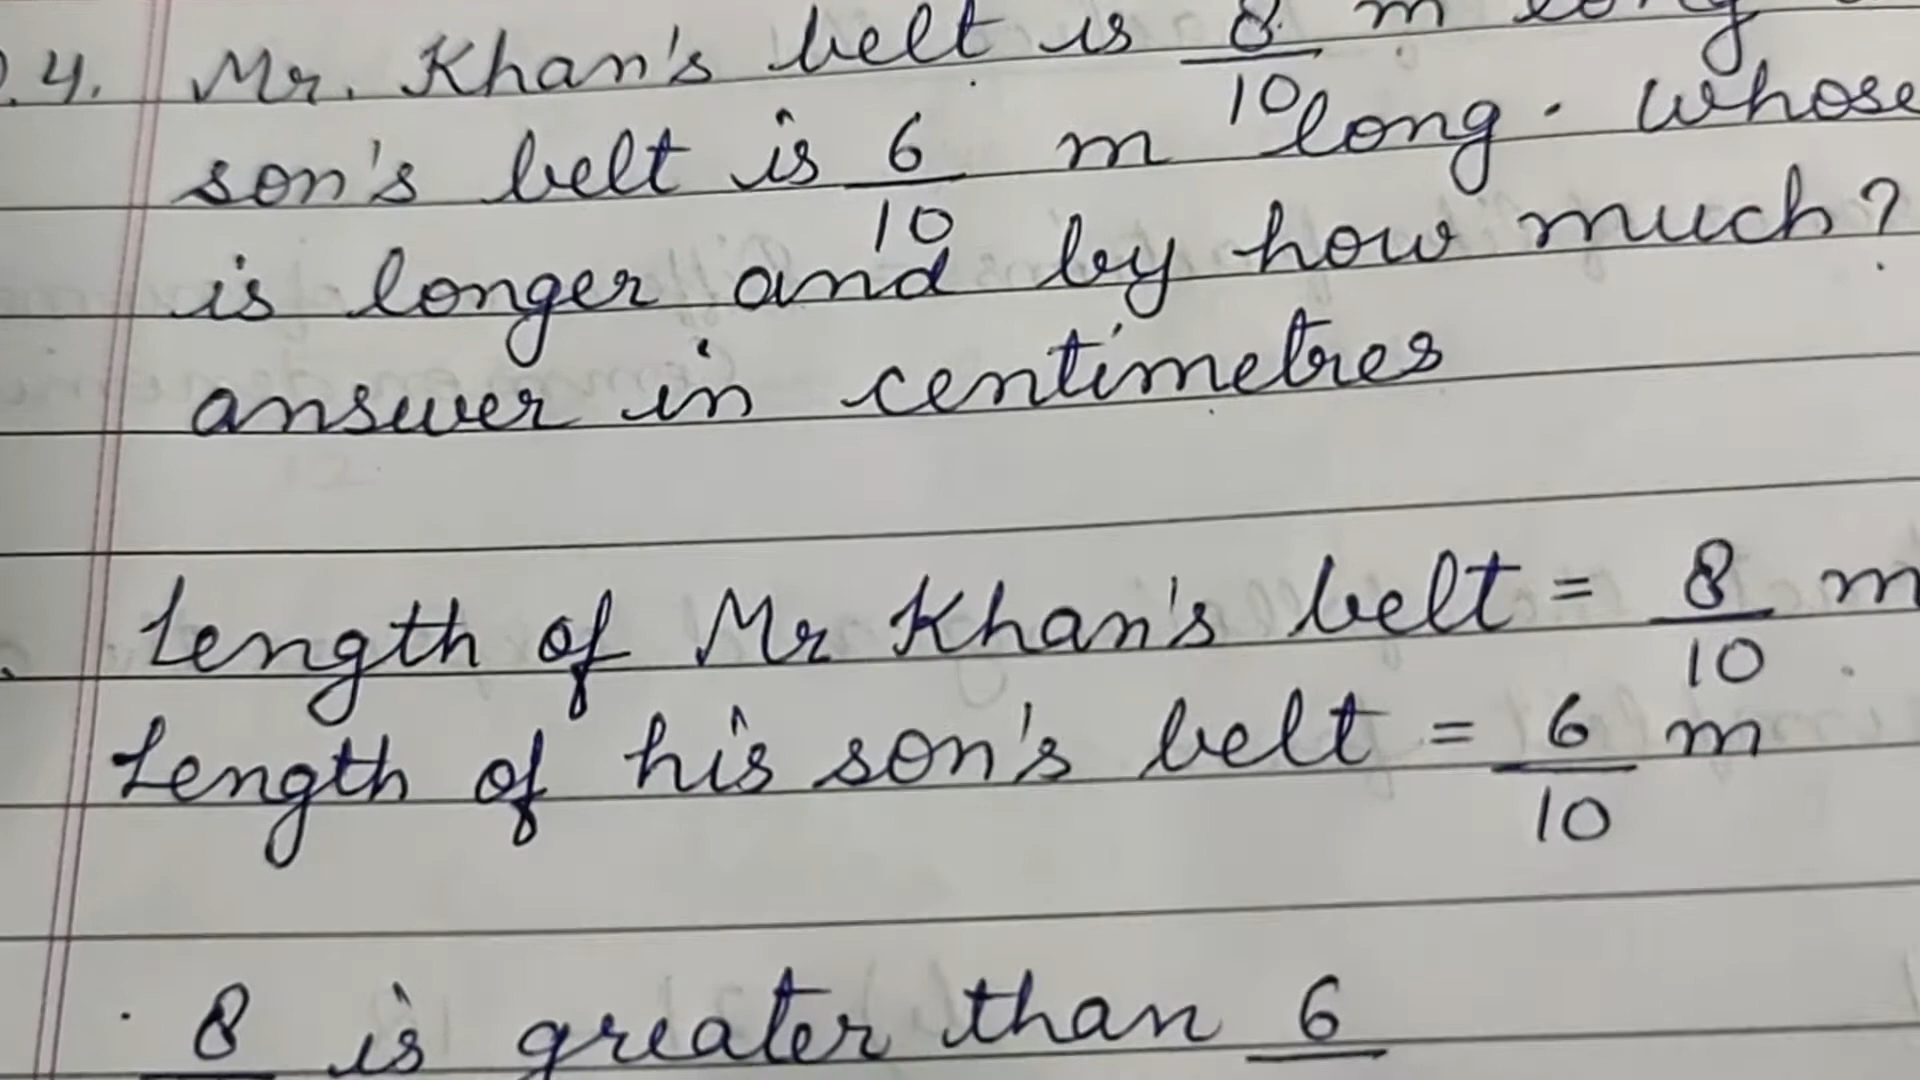 .4. Mr. Khan's belt is 8/10 m long
son's belt is 6/10 m long. Whose
is longer and by how much?
answer in centimetres
Length of Mr Khan's belt = 8/10 m
Length of his son's belt = 6/10 m
8 is greater than 6